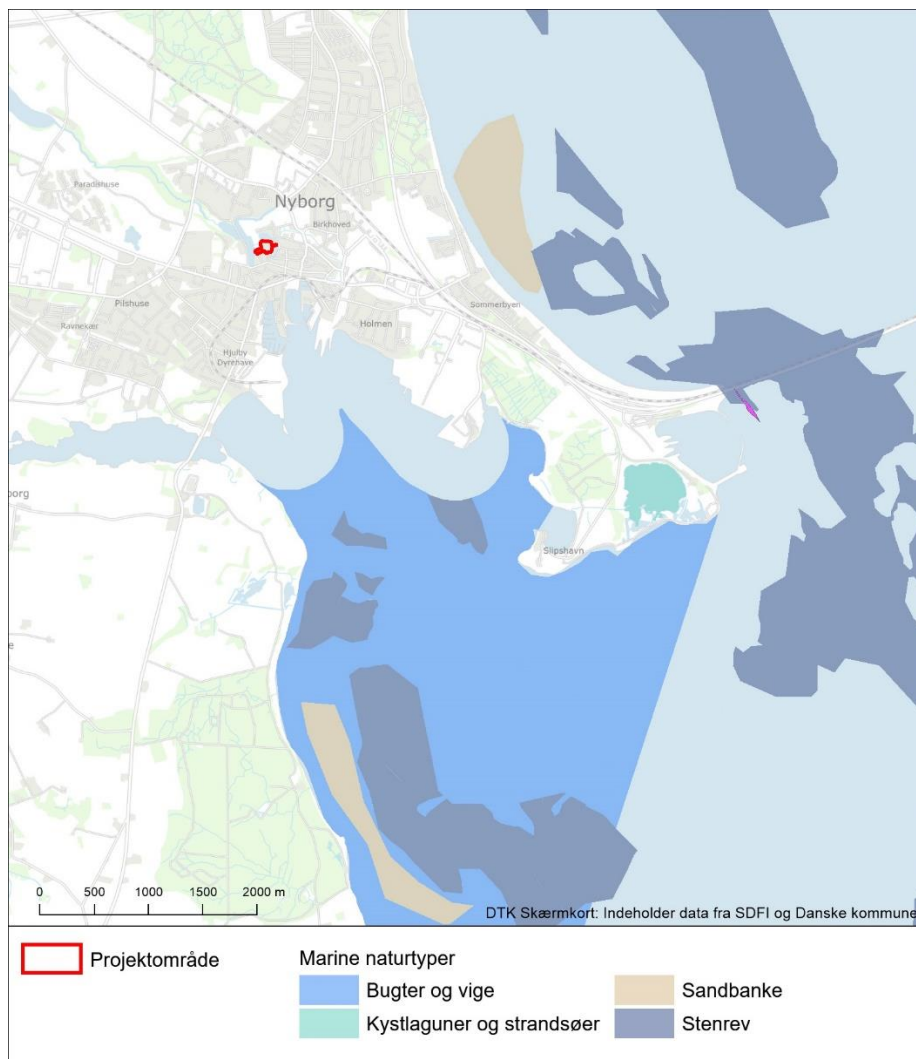 Paradishuse
Nyborg
Birkhoved
Pilshuse
Ravnekær
Holmen
Sommerbyen
Hjulby
Dyrehave
borg
Slipshavn
0 500 1000 1500 2000 m
DTK Skærmkort: Indeholder data fra SDFI og Danske kommune
Projektområde
Marine naturtyper
Bugter og vige
Sandbanke
Kystlaguner og strandsøer
Stenrev